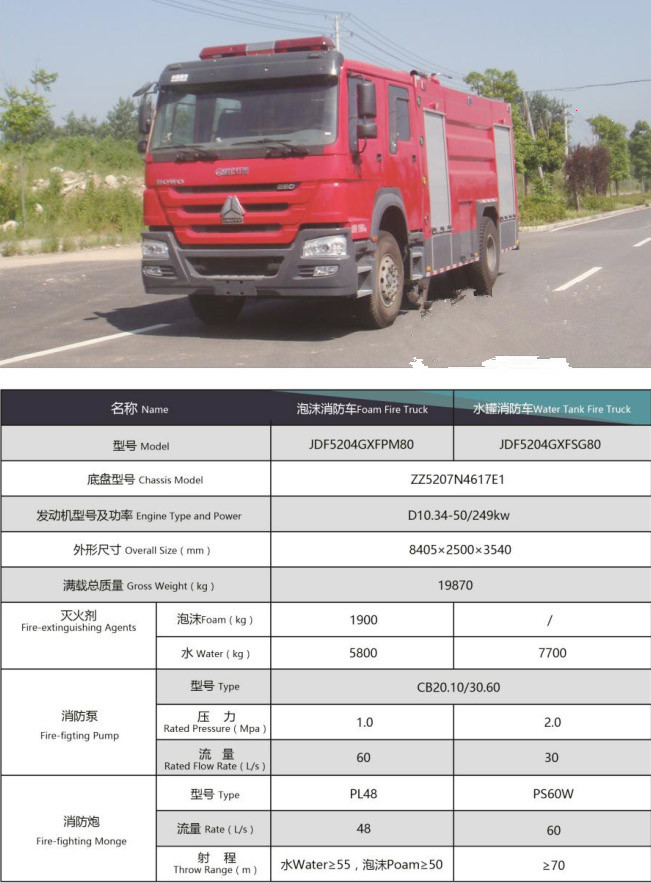 HOWO
名称 Name 泡沫消防车Foam Fire Truck 水罐消防车Water Tank Fire Truck
型号 Model JDF5204GXFPM80 JDF5204GXFSG80
底盘型号 Chassis Model ZZ5207N4617E1
发动机型号及功率 Engine Type and Power D10.34-50/249kw
外形尺寸 Overall Size（mm） 8405×2500×3540
满载总质量 Gross Weight（kg） 19870
灭火剂
Fire-extinguishing Agents
泡沫Foam（kg） 1900 /
水 Water（kg） 5800 7700
消防泵
Fire-figting Pump
型号 Type CB20.10/30.60
压 力
Rated Pressure（Mpa） 1.0 2.0
流 量
Rated Flow Rate（L/s） 60 30
消防炮
Fire-fighting Monge
型号 Type PL48 PS60W
流量 Rate（L/s） 48 60
射 程
Throw Range（m） 水Water≥55，泡沫Poam≥50 ≥70